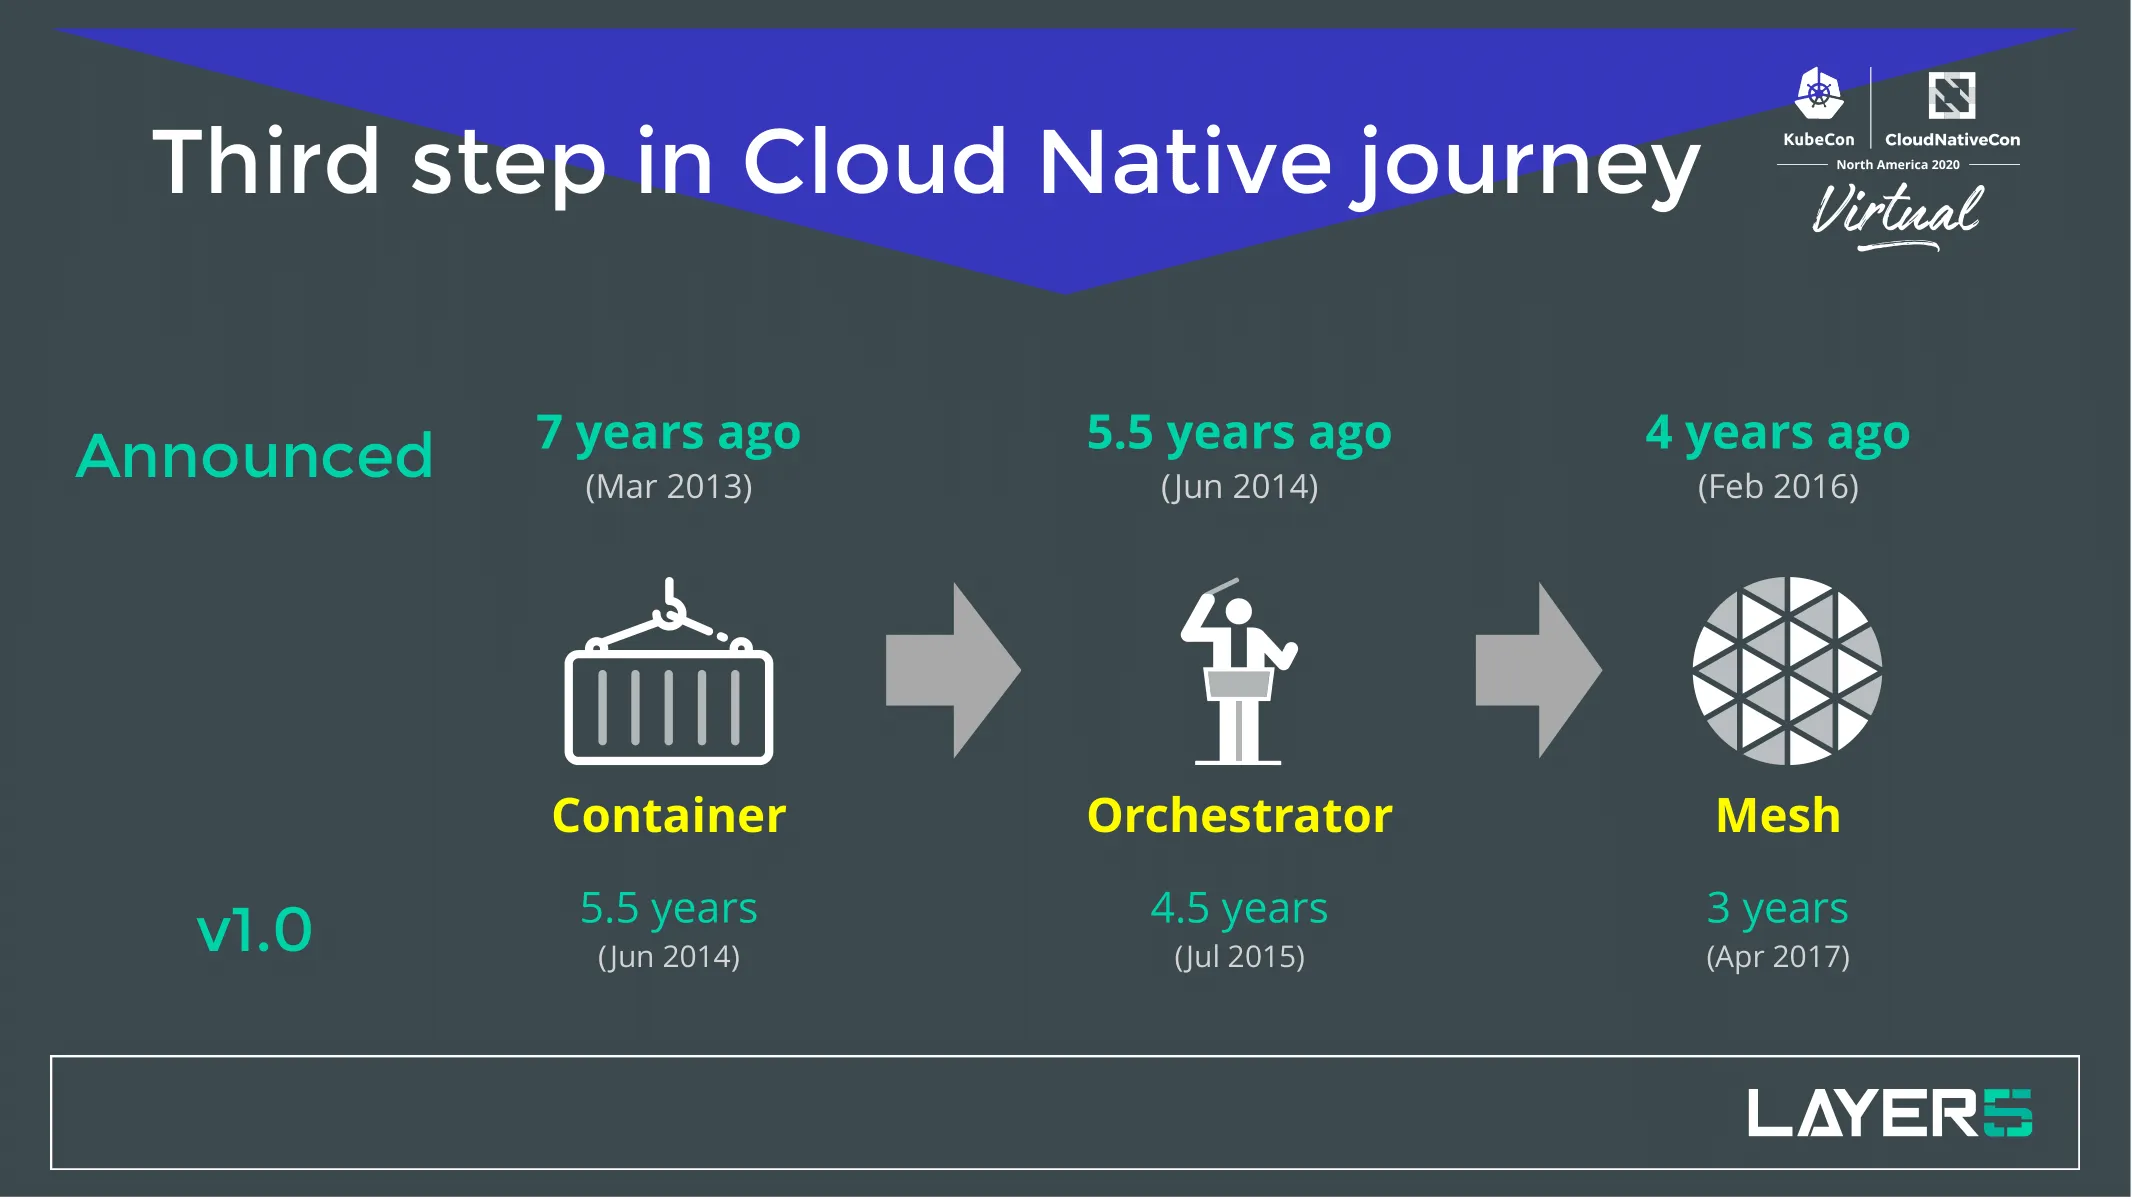 Third step in Cloud Native journey
KubeCon
CloudNativeCon
North America 2020
Virtual
Announced
7 years ago
(Mar 2013)
5.5 years ago
(Jun 2014)
4 years ago
(Feb 2016)
Container
Orchestrator
Mesh
v1.0
5.5 years
(Jun 2014)
4.5 years
(Jul 2015)
3 years
(Apr 2017)
LAYER5